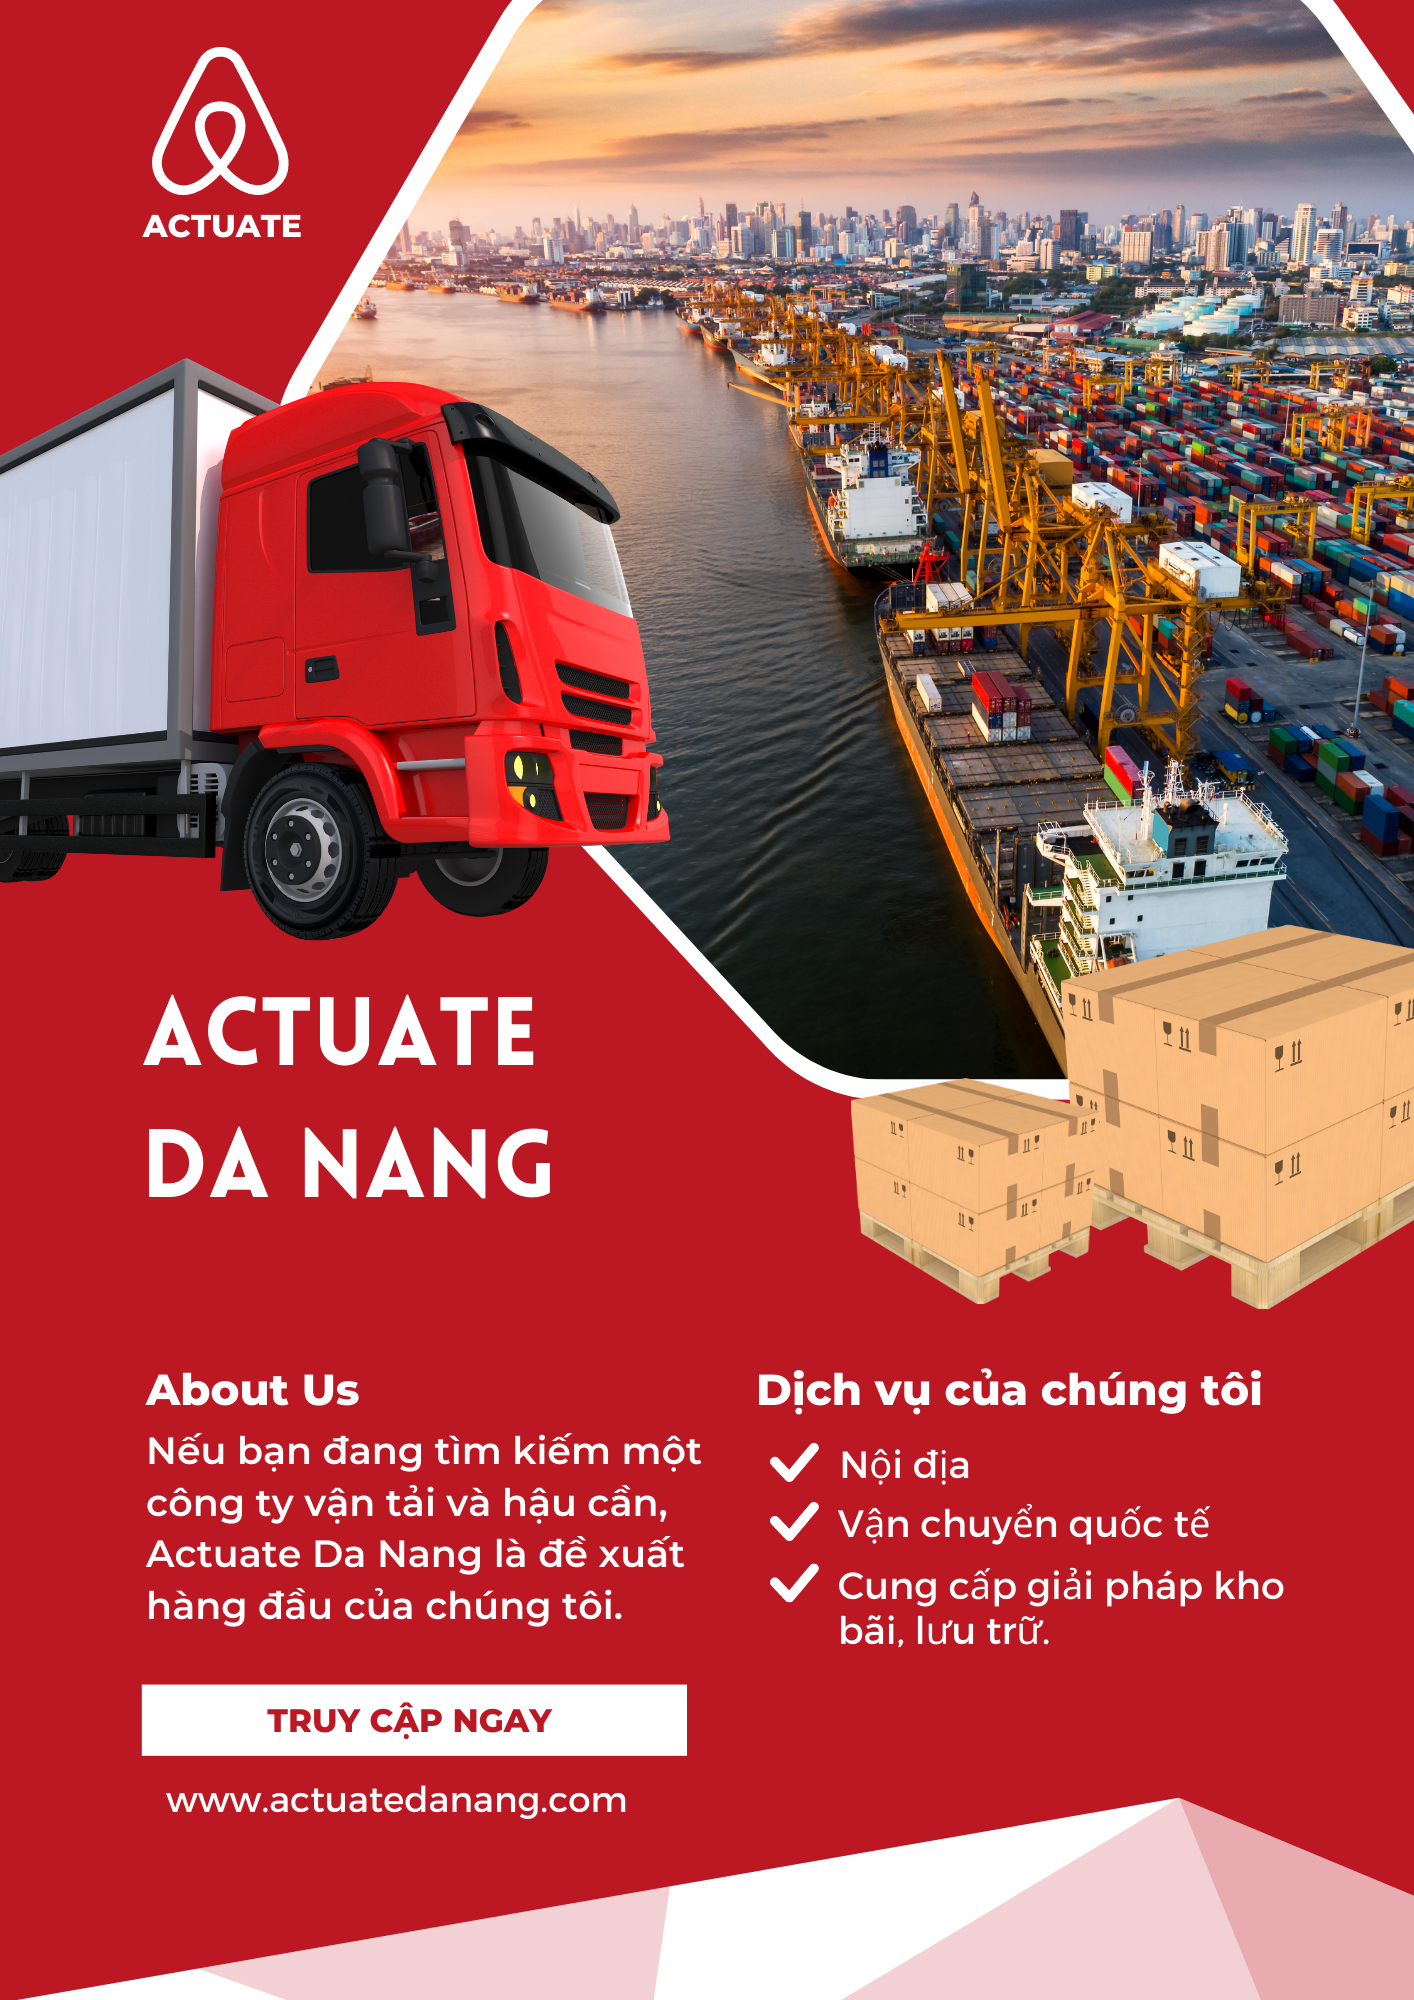 ACTUATE
ACTUATE
DA NANG
About Us
Nếu bạn đang tìm kiếm một
công ty vận tải và hậu cần,
Actuate Da Nang là đề xuất
hàng đầu của chúng tôi.
TRUY CẬP NGAY
www.actuatedanang.com
Dịch vụ của chúng tôi
Nội địa
Vận chuyển quốc tế
Cung cấp giải pháp kho
bãi, lưu trữ.